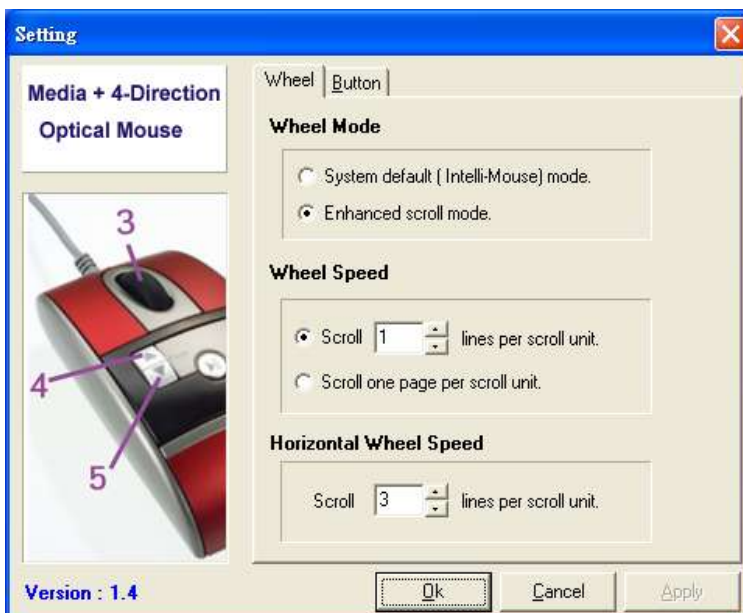 Setting
Media + 4-Direction
Optical Mouse
3
4
5
Version : 1.4
Wheel
Button
Wheel Mode
System default ( Intelli-Mouse) mode.
Enhanced scroll mode.
Wheel Speed
Scroll 1 lines per scroll unit.
Scroll one page per scroll unit.
Horizontal Wheel Speed
Scroll 3 lines per scroll unit.
Ok
Cancel
Apply